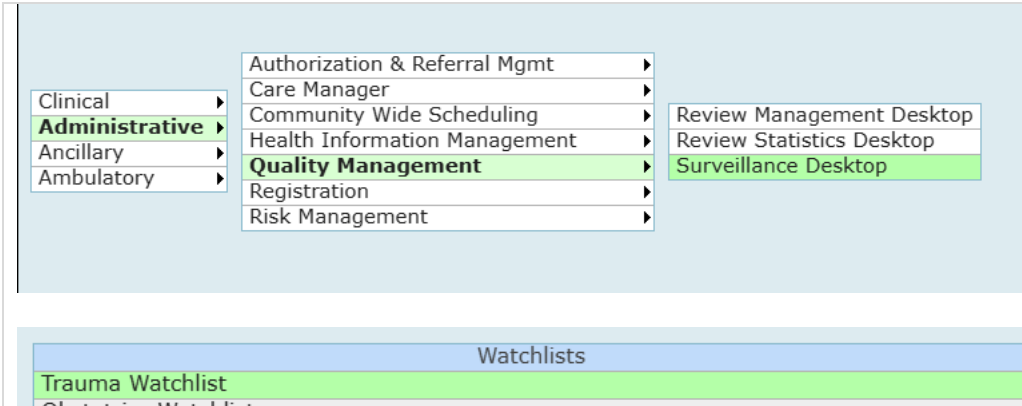 Clinical
Administrative
Ancillary
Ambulatory
Authorization & Referral Mgmt
Care Manager
Community Wide Scheduling
Health Information Management
Quality Management
Registration
Risk Management
Review Management Desktop
Review Statistics Desktop
Surveillance Desktop
Watchlists
Trauma Watchlist